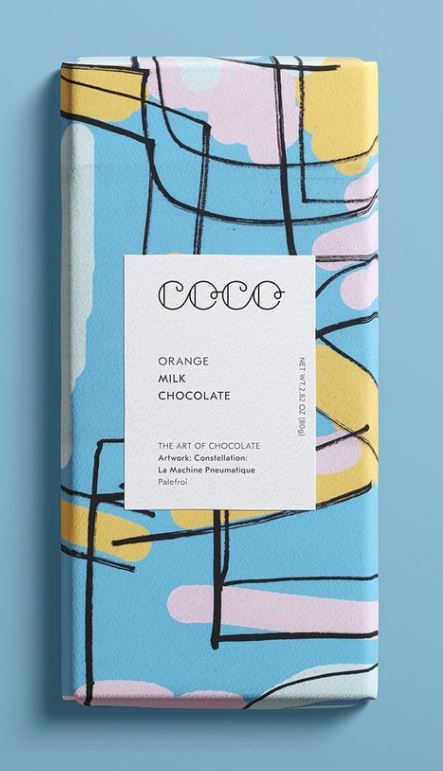 COCO
ORANGE
MILK
CHOCOLATE
NET WT.2.82 OZ (80g)
THE ART OF CHOCOLATE
Artwork: Constellation:
La Machine Pneumatique
Palefroi